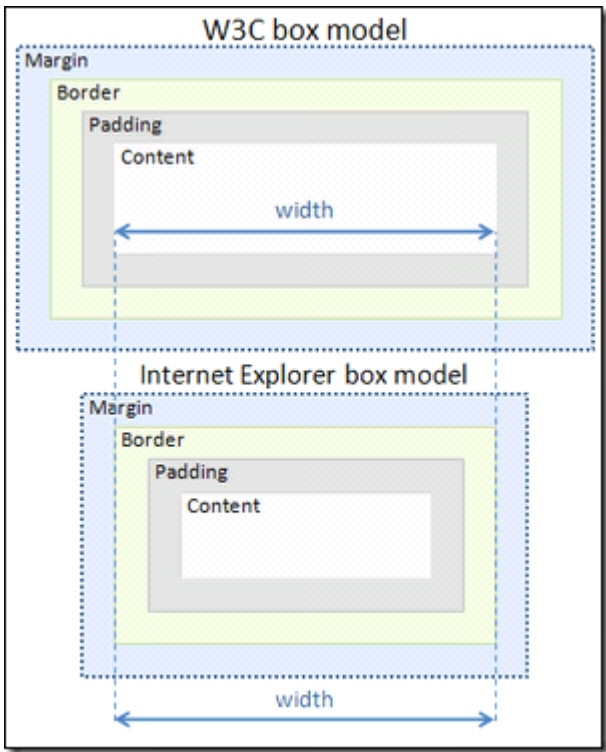 W3C box model
Margin
Border
Padding
Content
width
Internet Explorer box model
Margin
Border
Padding
Content
width